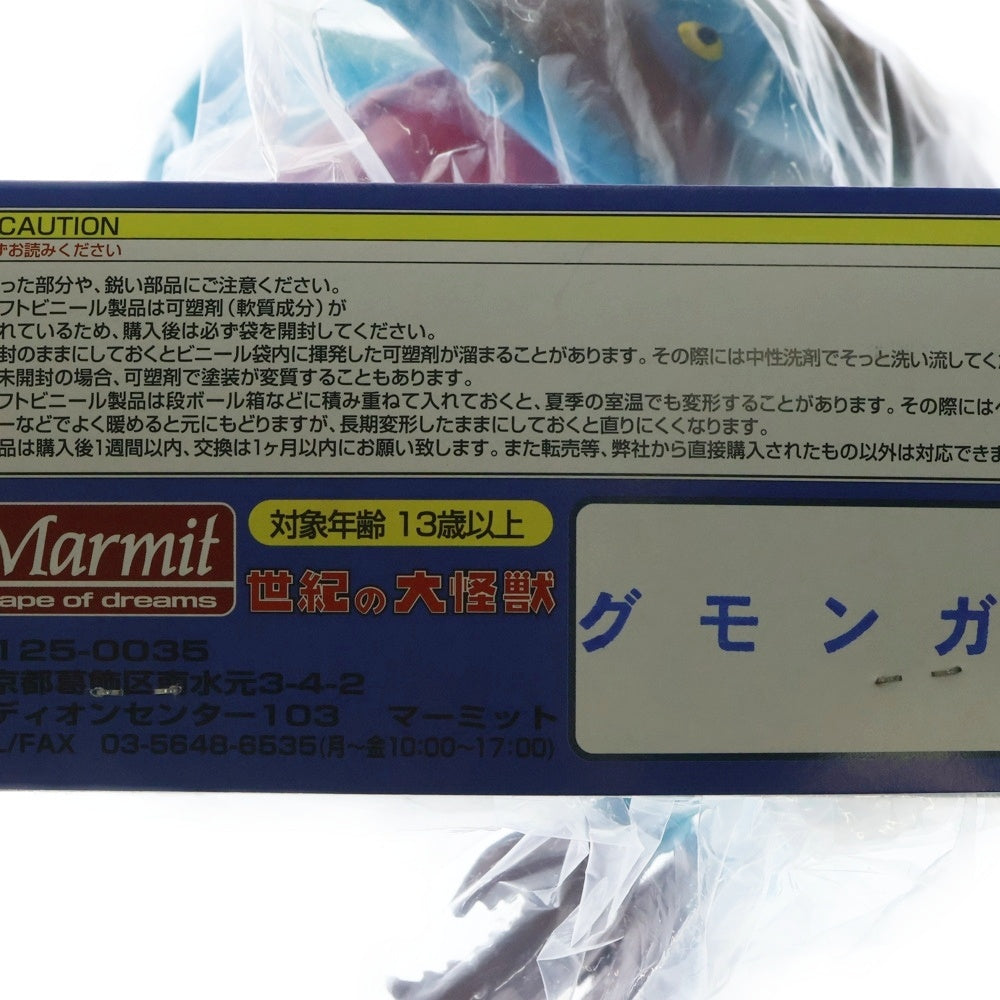 CAUTION
ずお読みください
った部分や、鋭い部品にご注意ください。
フトビニール製品は可塑剤(軟質成分)が
れているため、購入後は必ず袋を開封してください。
封のままにしておくとビニール袋内に揮発した可塑剤が溜まることがあります。その際には中性洗剤でそっと洗い流してく
未開封の場合、可塑剤で塗装が変質することもあります。
フトビニール製品は段ボール箱などに積み重ねて入れておくと、夏季の室温でも変形することがあります。その際にはヘ
ーなどでよく暖めると元にもどりますが、長期変形したままにしておくと直りにくくなります。
品は購入後1週間以内、交換は1ヶ月以内にお願い致します。また転売等、弊社から直接購入されたもの以外は対応できま
Marmit
ape of dreams
対象年齢 13歳以上
世紀の大怪獣
グモンガ
125-0035
京都葛飾区南水元3-4-2
ディオンセンター103 マーミット
L/FAX 03-5648-6535(月〜金10:00〜17:00)